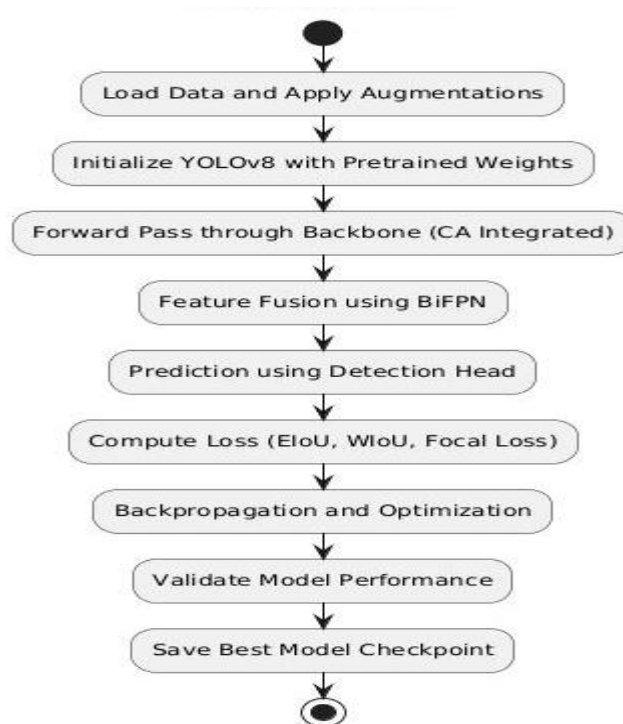 Load Data and Apply Augmentations
Initialize YOLOv8 with Pretrained Weights
Forward Pass through Backbone (CA Integrated)
Feature Fusion using BiFPN
Prediction using Detection Head
Compute Loss (EIoU, WIoU, Focal Loss)
Backpropagation and Optimization
Validate Model Performance
Save Best Model Checkpoint